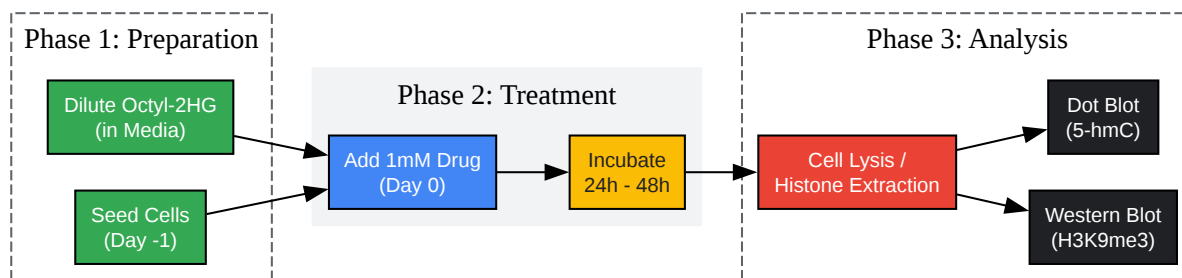 Phase 1: Preparation
Dilute Octyl-2HG
(in Media)
Seed Cells
(Day -1)
Phase 2: Treatment
Add 1mM Drug
(Day 0)
Incubate
24h - 48h
Phase 3: Analysis
Cell Lysis /
Histone Extraction
Dot Blot
(5-hmC)
Western Blot
(H3K9me3)